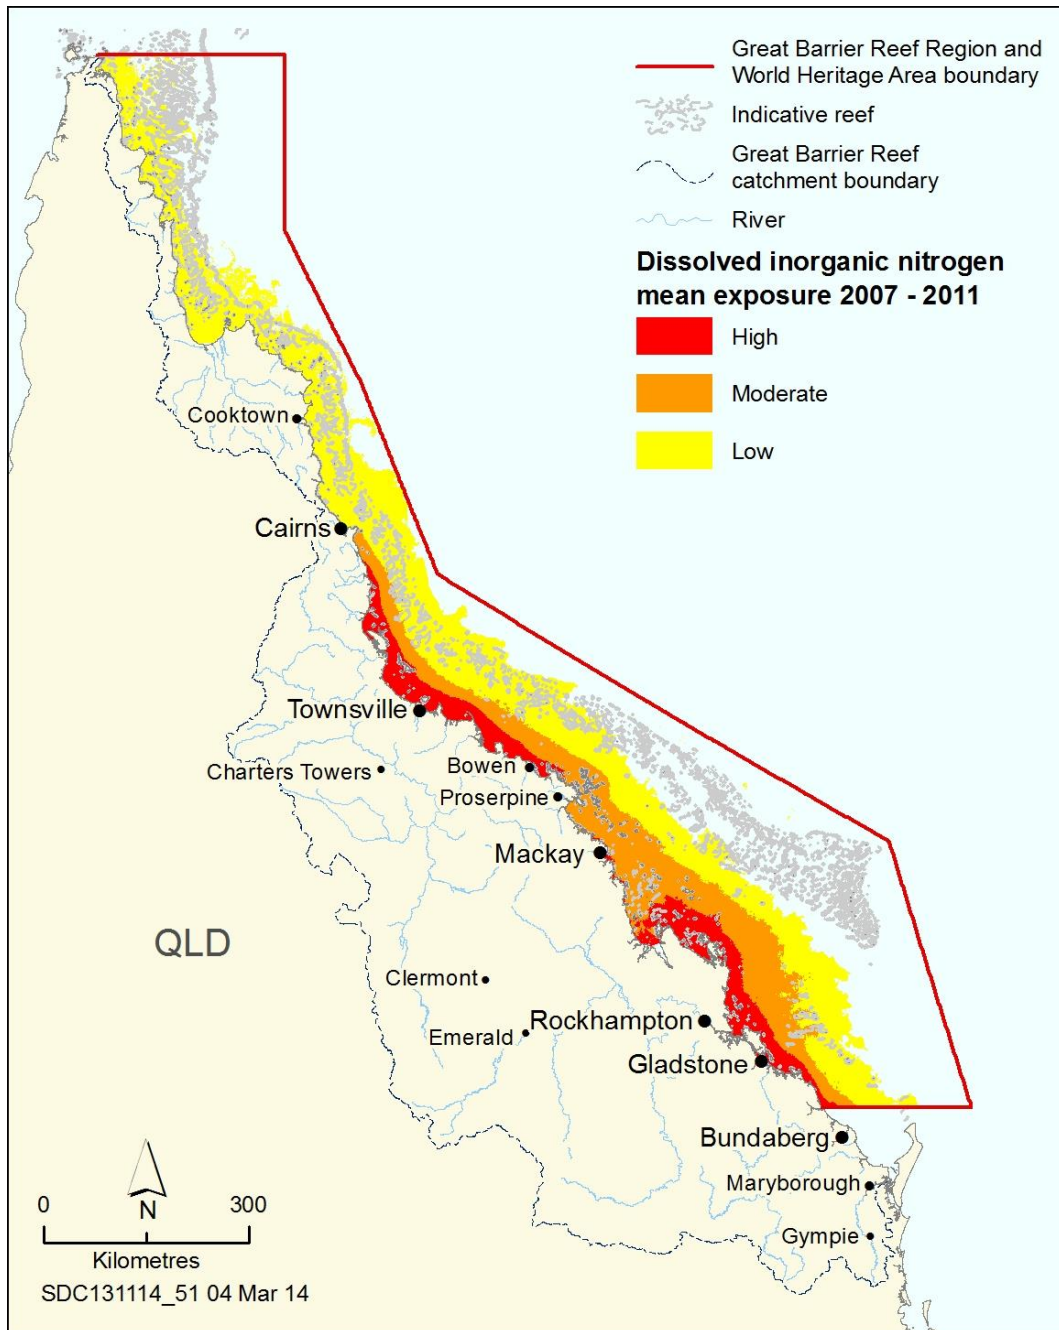 Great Barrier Reef Region and
World Heritage Area boundary
Indicative reef
Great Barrier Reef
catchment boundary
River
Dissolved inorganic nitrogen
mean exposure 2007 - 2011
High
Moderate
Low
Cooktown
Cairns
Townsville
Charters Towers
Bowen
Proserpine
Mackay
QLD
Clermont
Emerald
Rockhampton
Gladstone
Bundaberg
Maryborough
Gympie
0 300
N
Kilometres
SDC131114_51 04 Mar 14